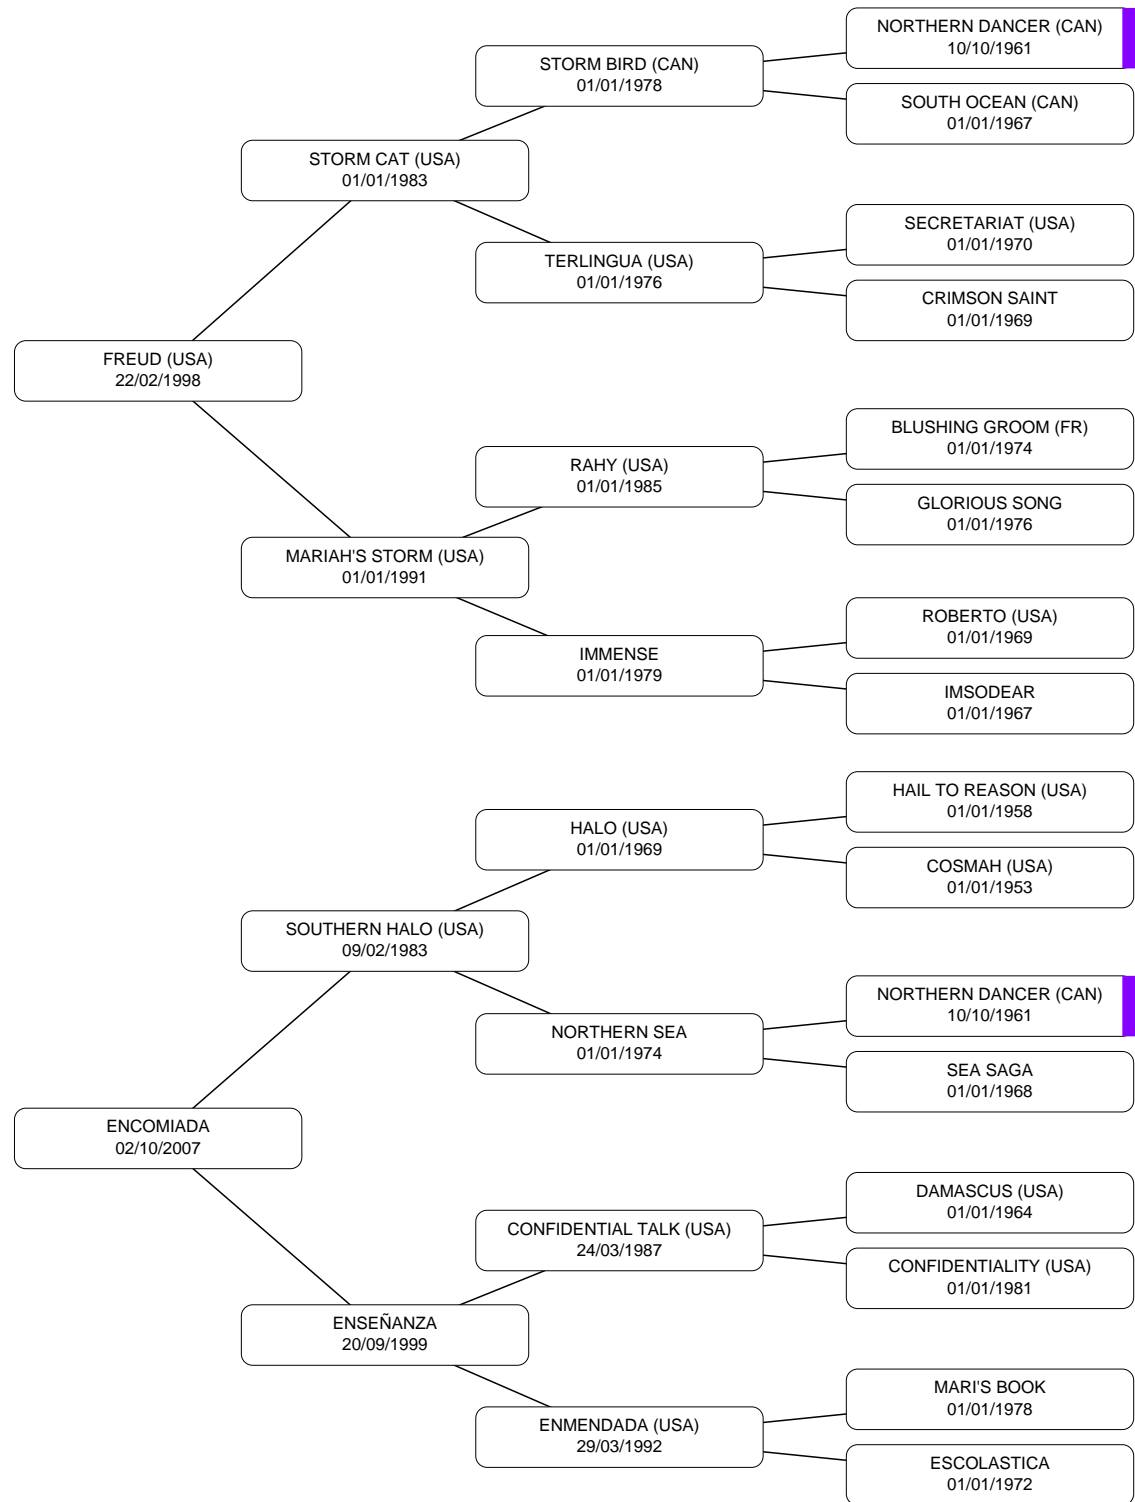 NORTHERN DANCER (CAN)
10/10/1961
STORM BIRD (CAN)
01/01/1978
SOUTH OCEAN (CAN)
01/01/1967
STORM CAT (USA)
01/01/1983
SECRETARIAT (USA)
01/01/1970
TERLINGUA (USA)
01/01/1976
CRIMSON SAINT
01/01/1969
FREUD (USA)
22/02/1998
BLUSHING GROOM (FR)
01/01/1974
RAHY (USA)
01/01/1985
GLORIOUS SONG
01/01/1976
MARIAH'S STORM (USA)
01/01/1991
ROBERTO (USA)
01/01/1969
IMMENSE
01/01/1979
IMSODEAR
01/01/1967
HAIL TO REASON (USA)
01/01/1958
HALO (USA)
01/01/1969
COSMAH (USA)
01/01/1953
SOUTHERN HALO (USA)
09/02/1983
NORTHERN DANCER (CAN)
10/10/1961
NORTHERN SEA
01/01/1974
SEA SAGA
01/01/1968
ENCOMIADA
02/10/2007
DAMASCUS (USA)
01/01/1964
CONFIDENTIAL TALK (USA)
24/03/1987
CONFIDENTIALITY (USA)
01/01/1981
ENSEÑANZA
20/09/1999
MARI'S BOOK
01/01/1978
ENMENDADA (USA)
29/03/1992
ESCOLASTICA
01/01/1972